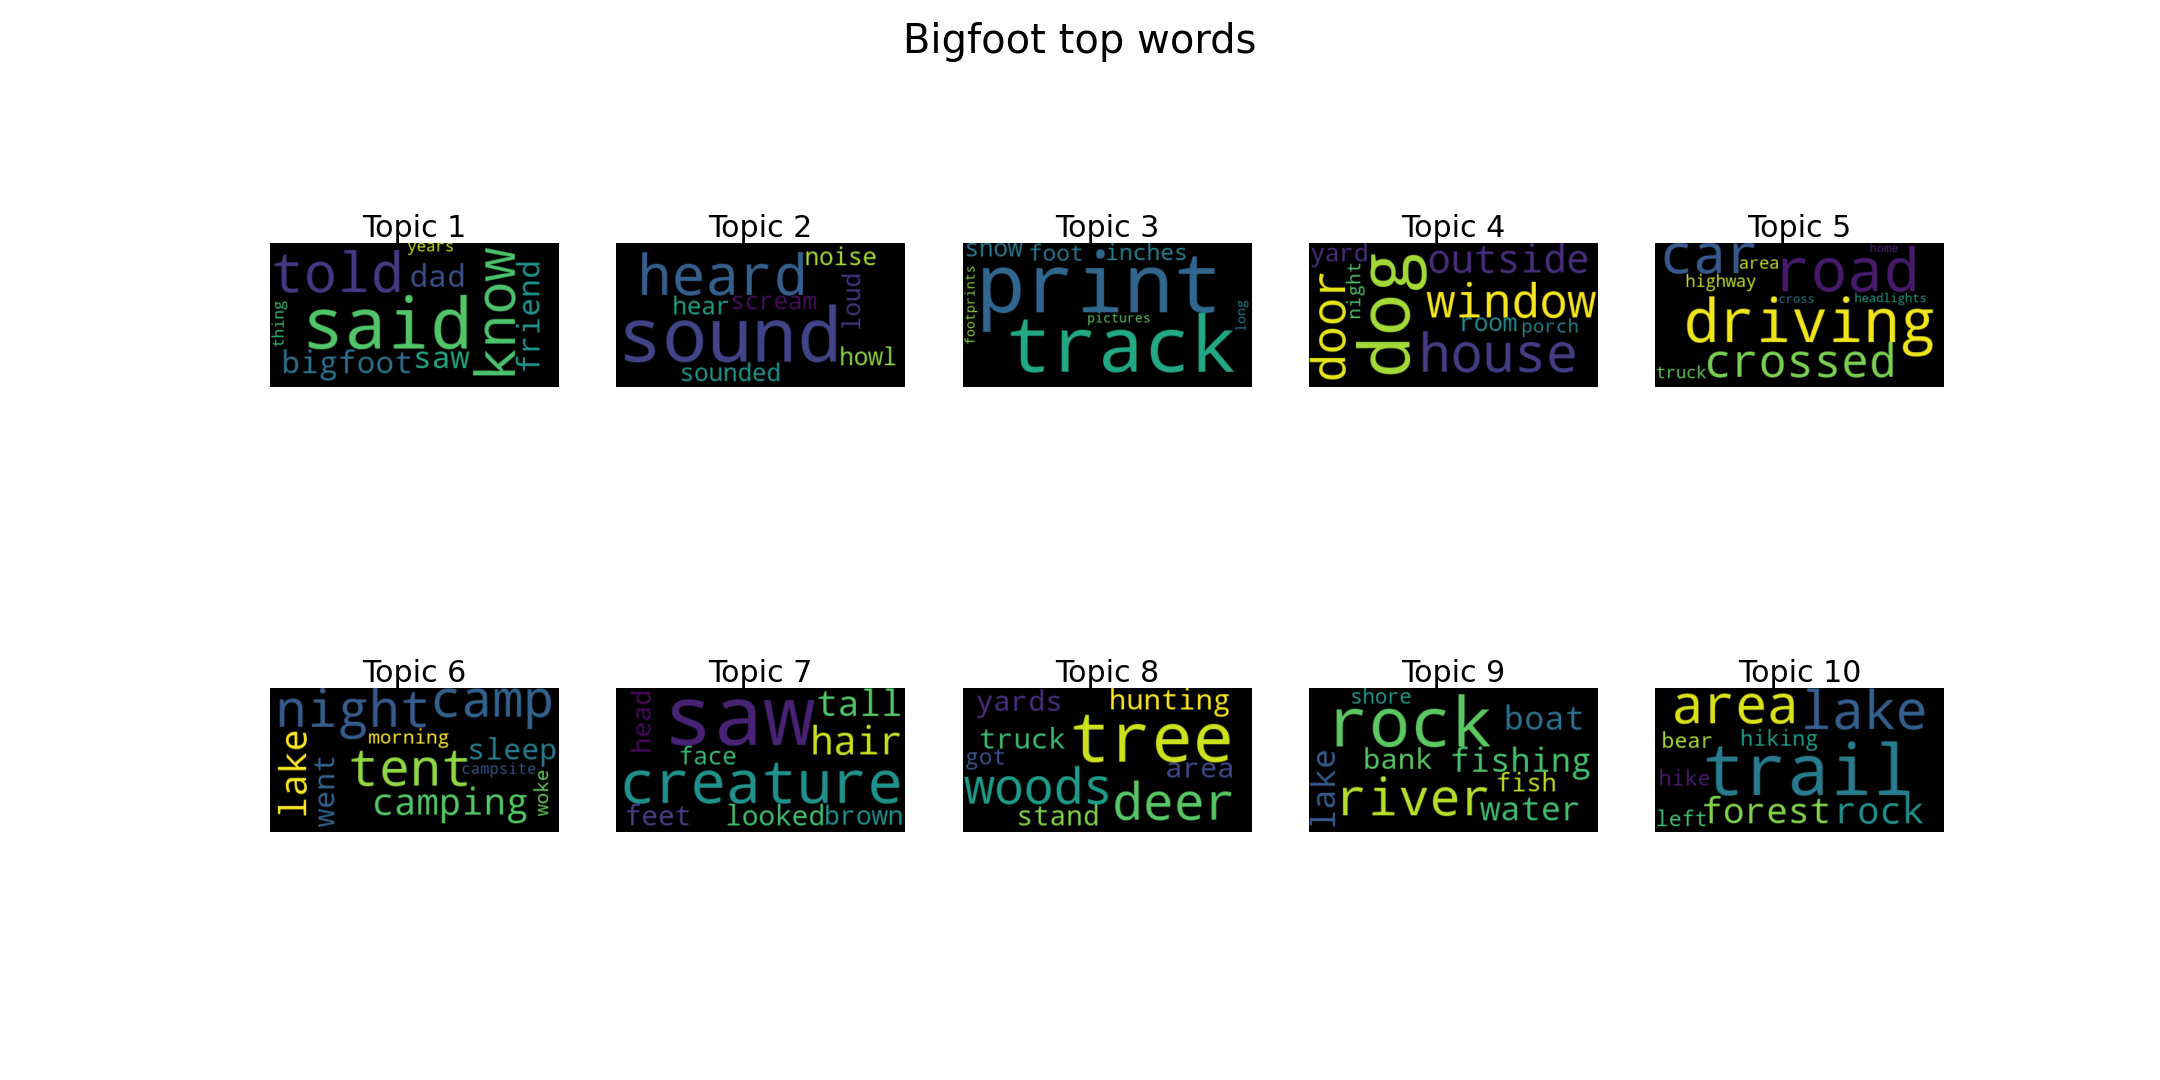 Bigfoot top words
Topic 1
years
told dad
know
friend
thing
said
bigfoot saw
Topic 2
noise
heard
loud
hear scream
sound
howl
sounded
Topic 3
snow foot inches
print
footprints
pictures
long
track
Topic 4
yard
outside
dog
night
door
window
room porch
house
Topic 5
car
home
area
road
highway
cross
headlights
driving
truck
crossed
Topic 6
night
camp
morning
sleep
lake
went
tent
campsite
woke
camping
Topic 7
head
saw
tall
hair
face
creature
feet
looked
brown
Topic 8
yards
hunting
truck
tree
got
area
woods
deer
stand
Topic 9
shore
rock
boat
bank
fishing
lake
fish
river
water
Topic 10
area
lake
bear
hiking
hike
trail
left
forest
rock